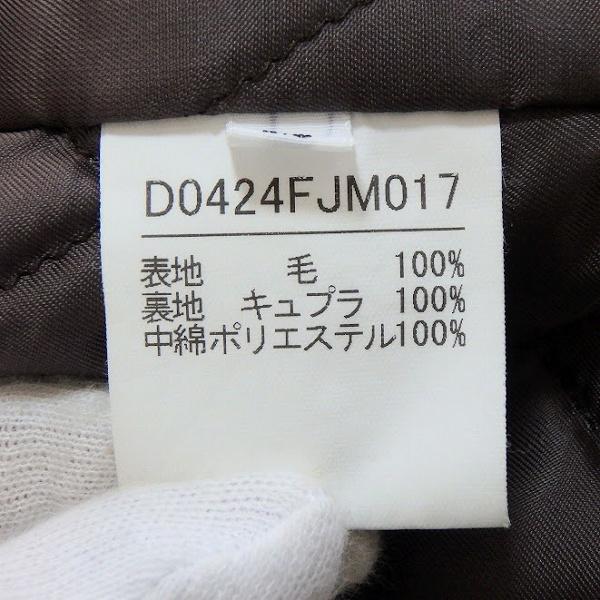 D0424FJM017
表地 毛 100%
裏地 キュプラ 100%
中綿ポリエステル100%